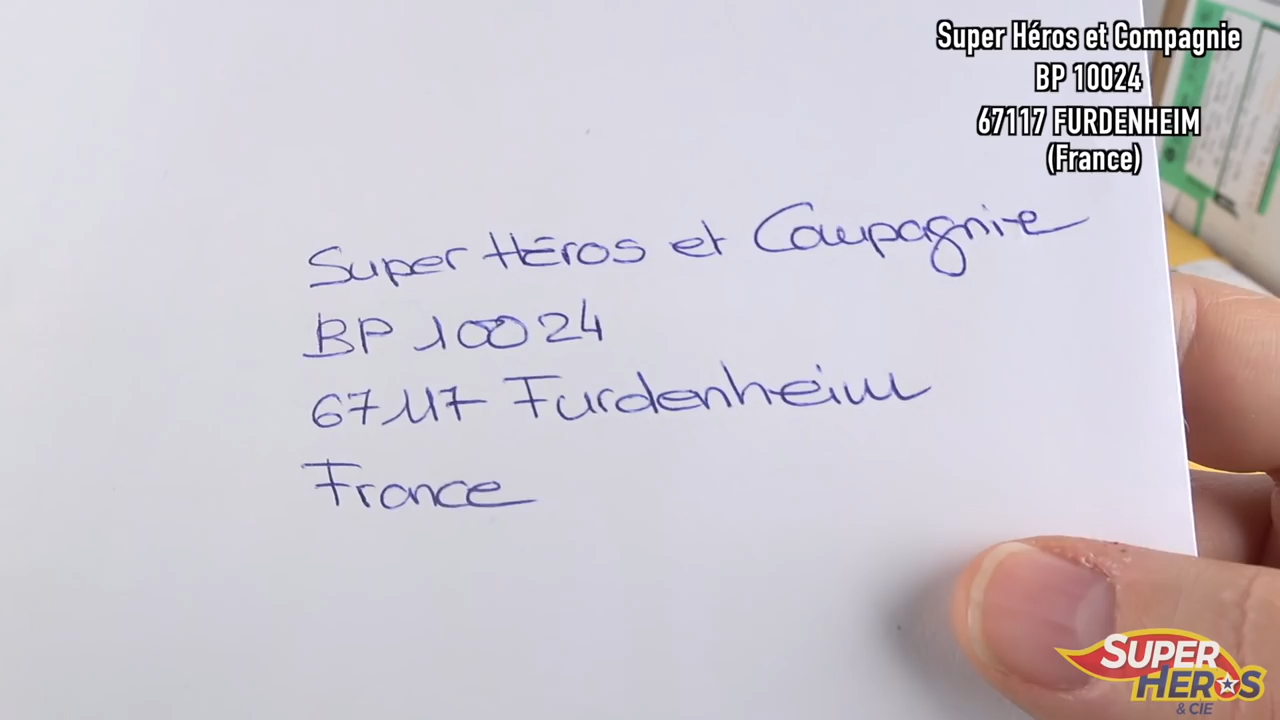 Super Héros et Compagnie
BP 10024
67117 FURDENHEIM
(France)
Super Héros et Compagnie
BP 10024
67117 Furdenheim
France
SUPER
HEROS
& CIE